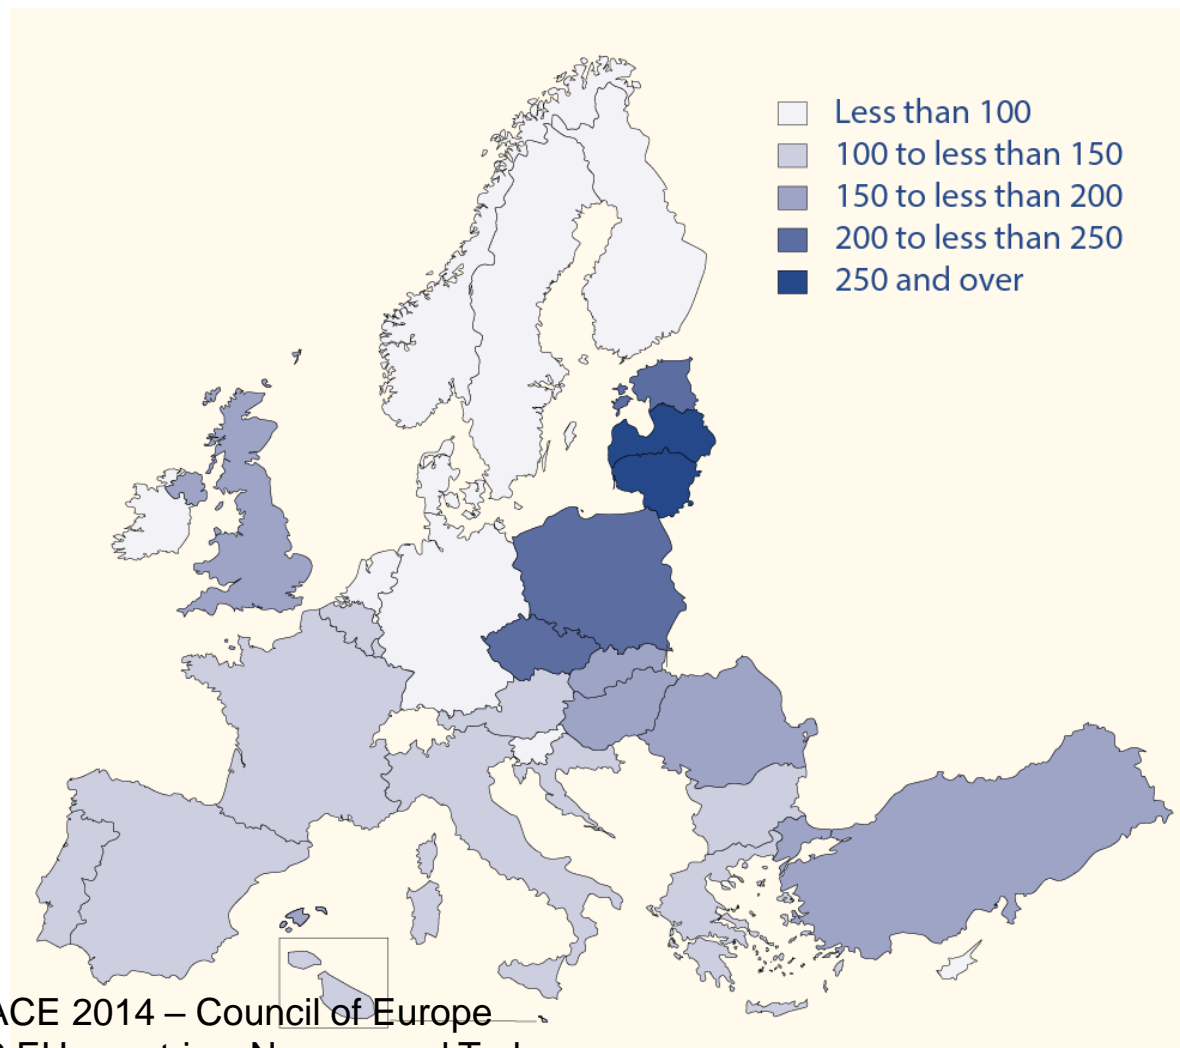 Less than 100
100 to less than 150
150 to less than 200
200 to less than 250
250 and over
ACE 2014 – Council of Europe